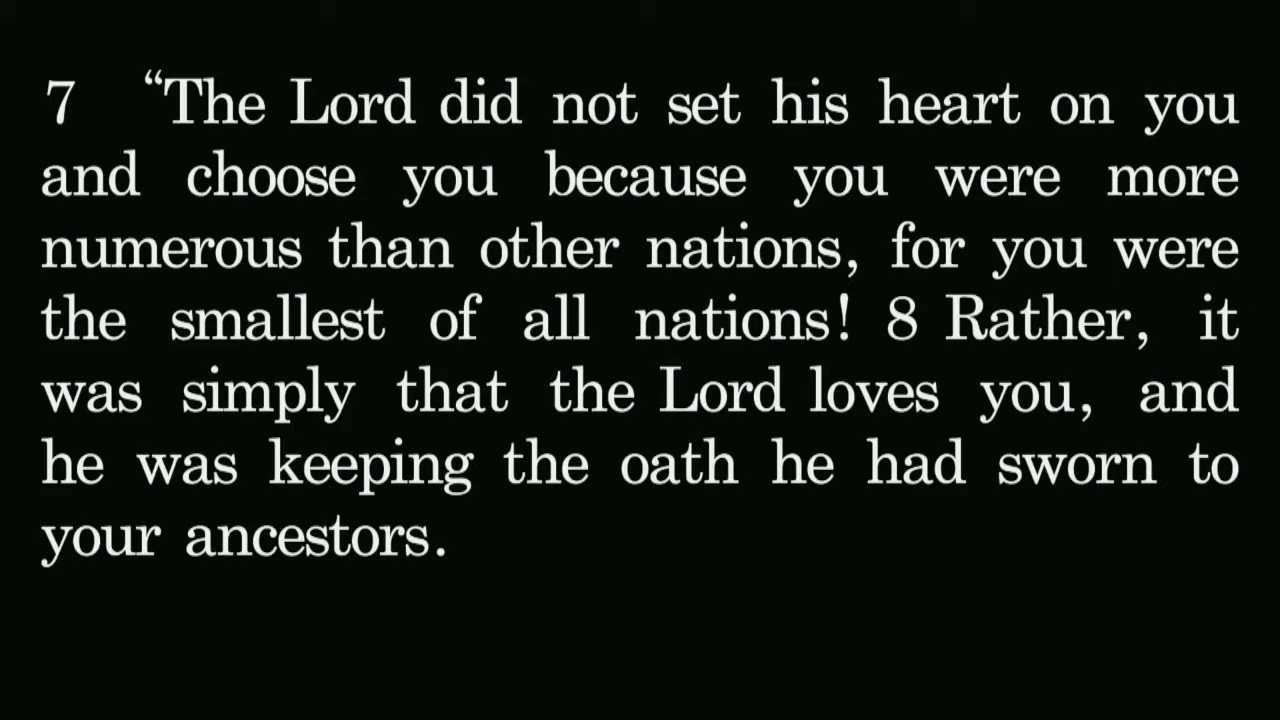 7 “The Lord did not set his heart on you
and choose you because you were more
numerous than other nations, for you were
the smallest of all nations! 8 Rather, it
was simply that the Lord loves you, and
he was keeping the oath he had sworn to
your ancestors.